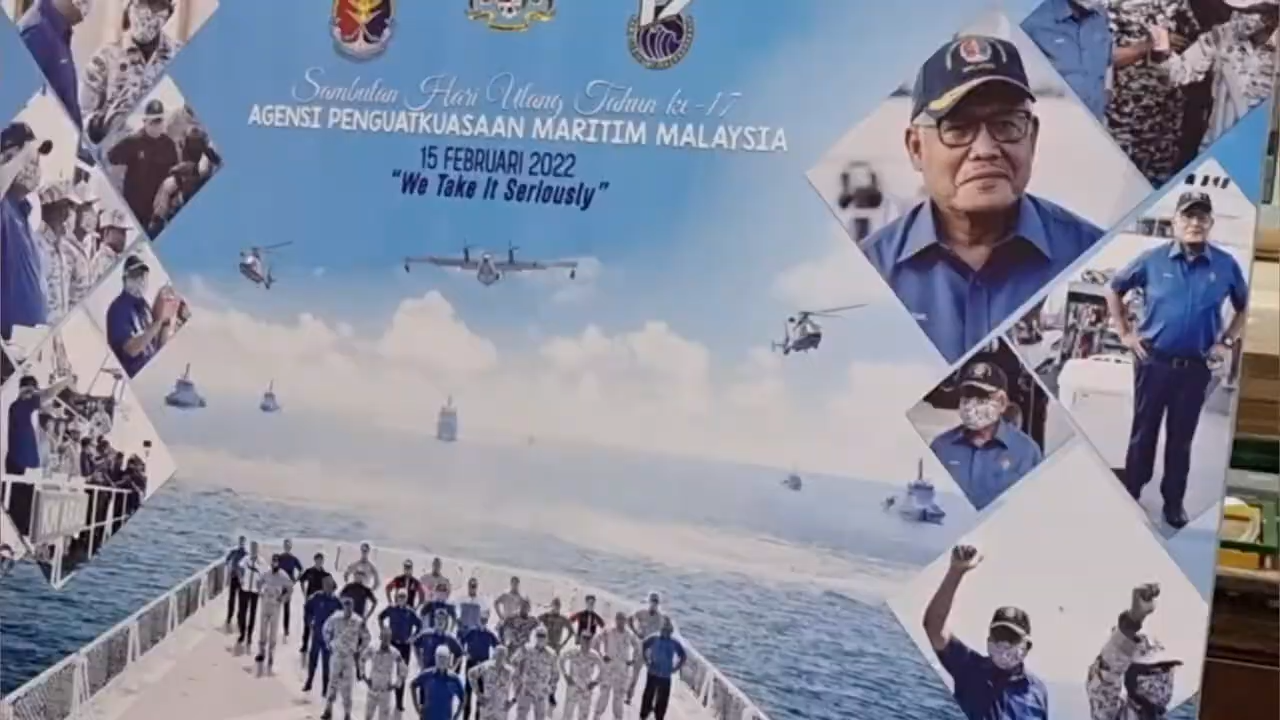 Sambutan Hari Ulang Tahun ke-17
AGENSI PENGUATKUASAAN MARITIM MALAYSIA
15 FEBRUARI 2022
"We Take It Seriously"